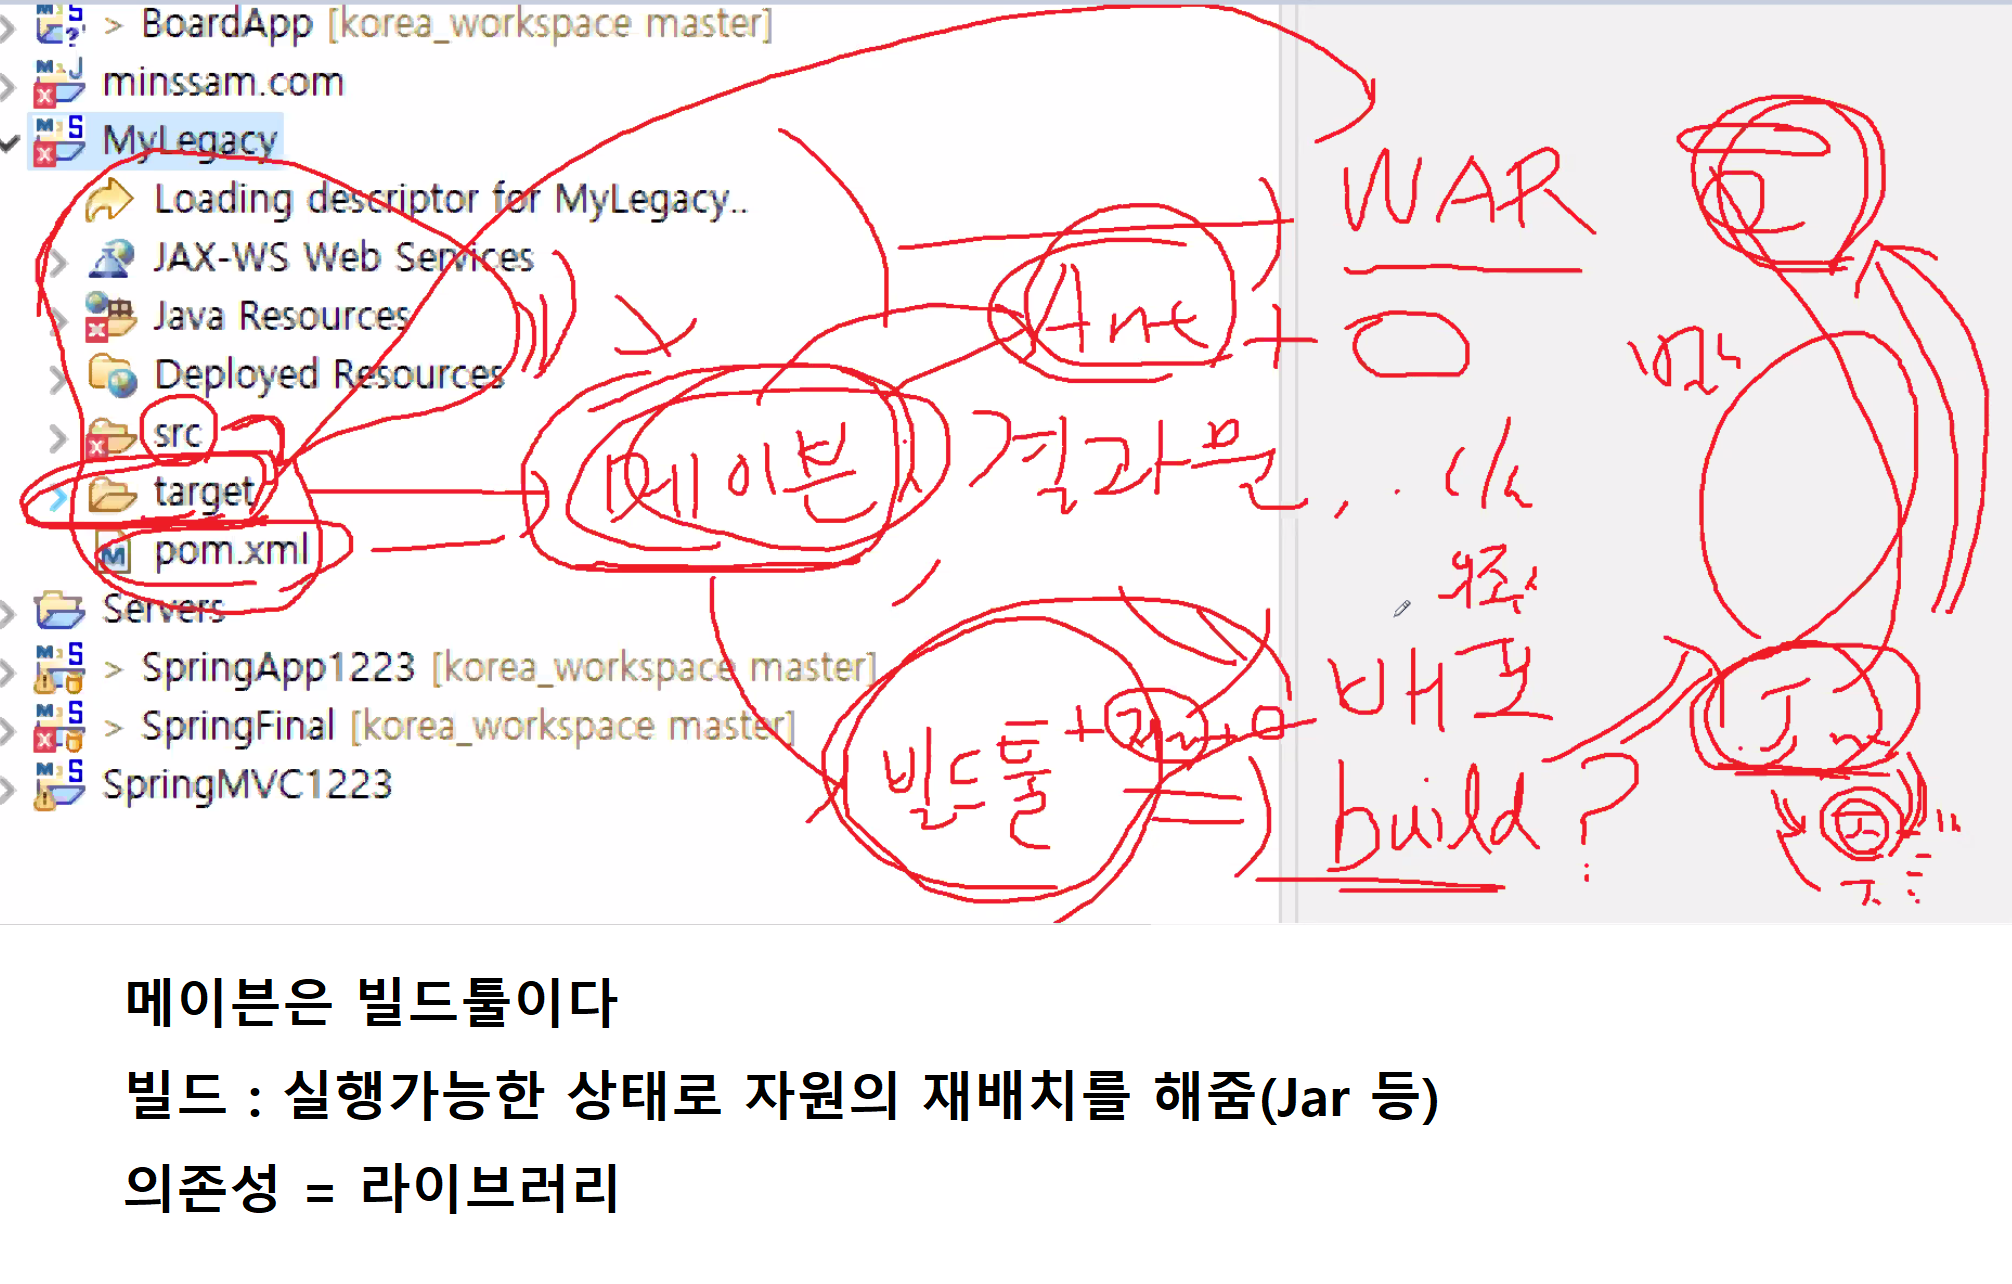 > BoardApp [korea_workspace master]
minssam.com
MyLegacy
Loading descriptor for MyLegacy..
JAX-WS Web Services
Java Resources
Deployed Resources
src
target
pom.xml
Servers
> SpringApp1223 [korea_workspace master]
> SpringFinal [korea_workspace master]
SpringMVC1223
WAR
Ant +
메이븐 결과물
배포
빌드툴 +
build ?
메이븐은 빌드툴이다
빌드 : 실행가능한 상태로 자원의 재배치를 해줌(Jar 등)
의존성 = 라이브러리